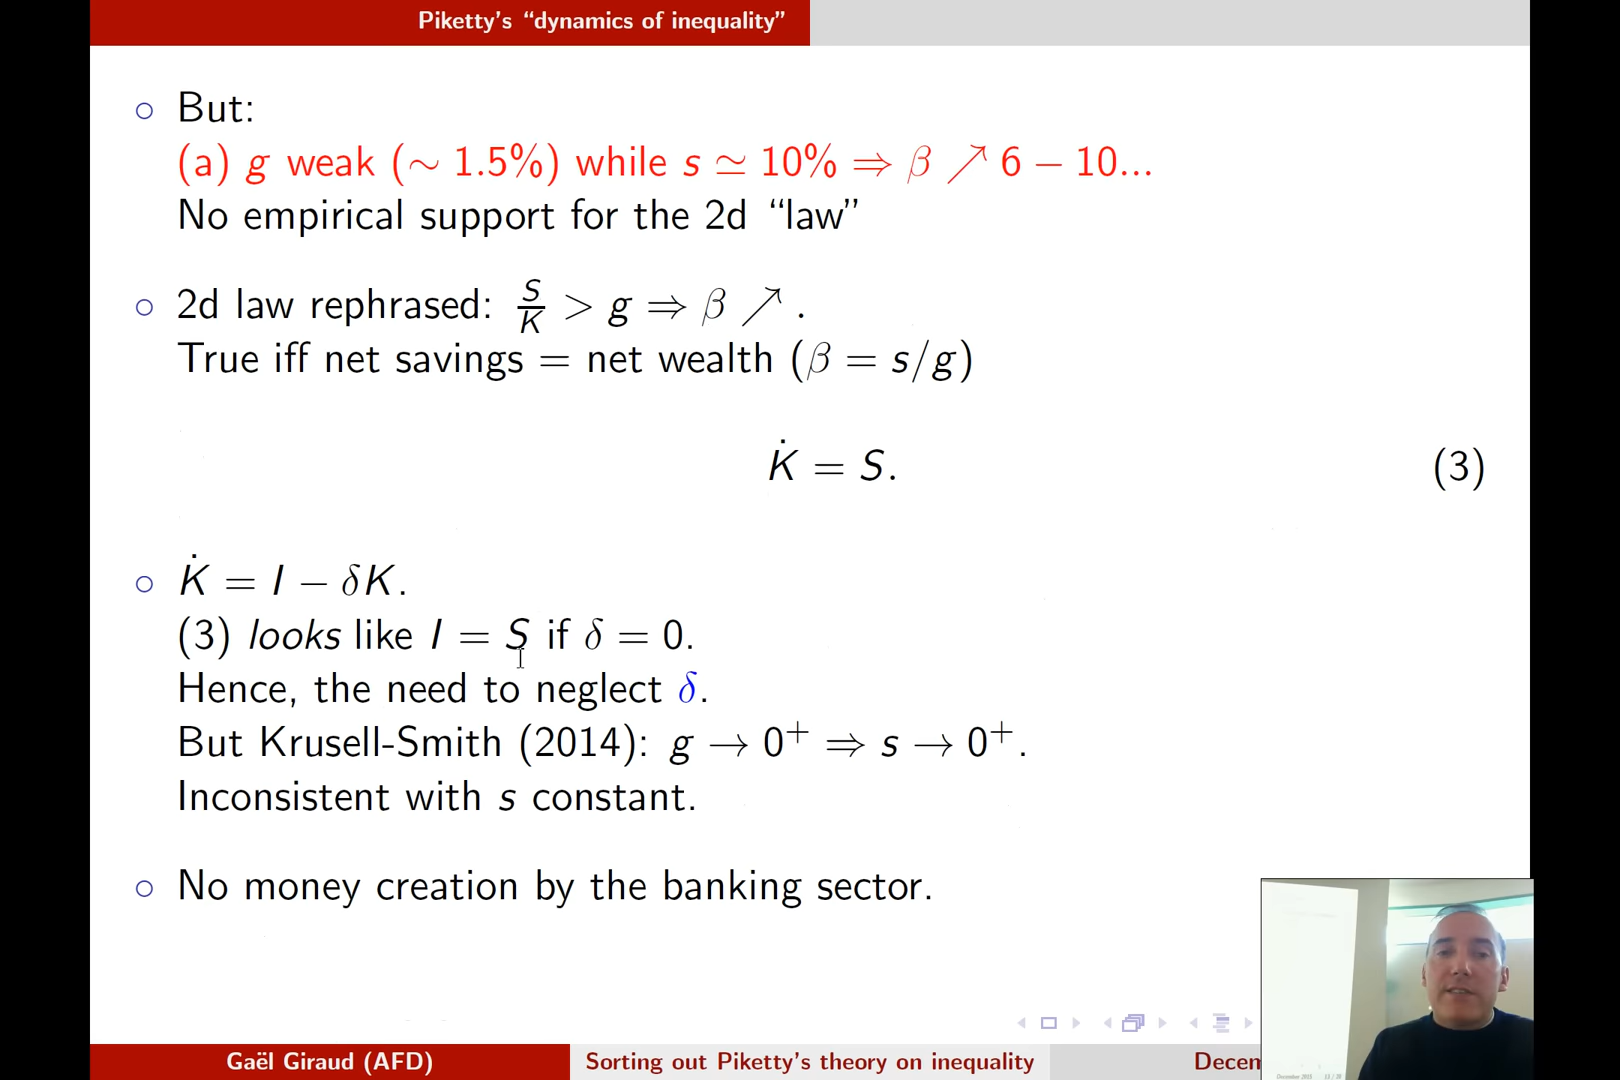 Piketty's “dynamics of inequality”
But:
(a) g weak (∼ 1.5%) while s ≃ 10% ⇒ β ↗ 6 − 10...
No empirical support for the 2d “law”
2d law rephrased: S/K > g ⇒ β ↗ .
True iff net savings = net wealth (β = s/g)
K̇ = S. (3)
K̇ = I − δK.
(3) looks like I = S if δ = 0.
Hence, the need to neglect δ.
But Krusell-Smith (2014): g → 0⁺ ⇒ s → 0⁺.
Inconsistent with s constant.
No money creation by the banking sector.
Gaël Giraud (AFD) Sorting out Piketty's theory on inequality
December 2015 13 /